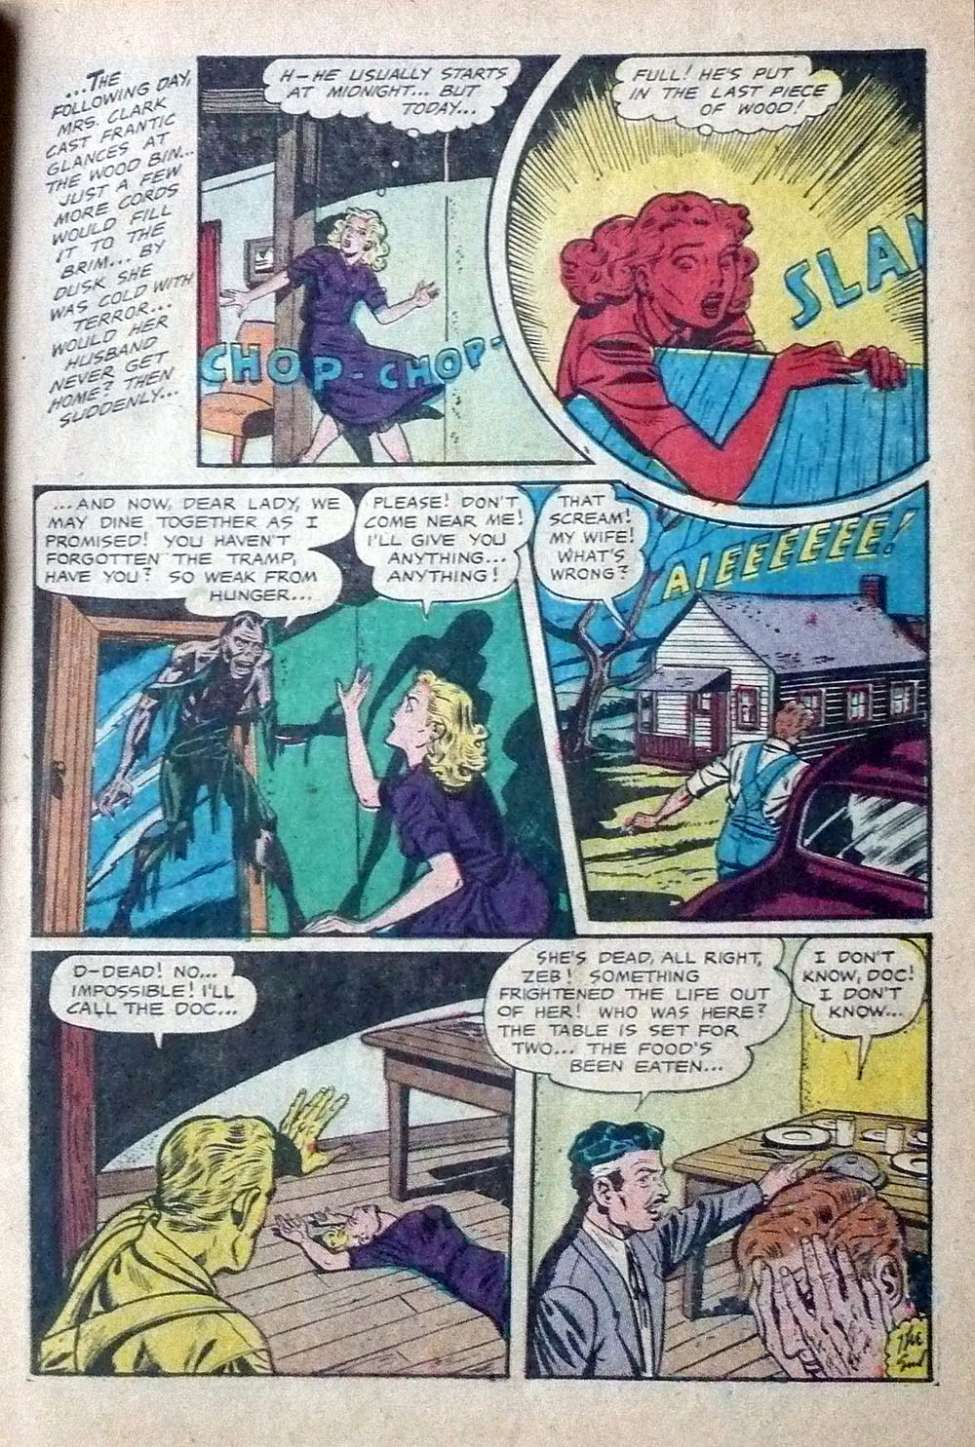 ...THE
FOLLOWING DAY,
MRS. CLARK
CAST FRANTIC
GLANCES AT
THE WOOD BIN...
JUST A FEW
MORE CORDS
WOULD FILL
IT TO THE
BRIM... BY
DUSK SHE
WAS COLD WITH
TERROR...
WOULD HER
HUSBAND
NEVER GET
HOME? THEN
SUDDENLY...
H-HE USUALLY STARTS
AT MIDNIGHT... BUT
TODAY...
CHOP-CHOP-
FULL! HE'S PUT
IN THE LAST PIECE
OF WOOD!
SLAM
...AND NOW, DEAR LADY, WE
MAY DINE TOGETHER AS I
PROMISED! YOU HAVEN'T
FORGOTTEN THE TRAMP,
HAVE YOU? SO WEAK FROM
HUNGER...
PLEASE! DON'T
COME NEAR ME!
I'LL GIVE YOU
ANYTHING...
ANYTHING!
THAT
SCREAM!
MY WIFE!
WHAT'S
WRONG?
AIEEEEEEE!
D-DEAD! NO...
IMPOSSIBLE! I'LL
CALL THE DOC...
SHE'S DEAD, ALL RIGHT,
ZEB! SOMETHING
FRIGHTENED THE LIFE OUT
OF HER! WHO WAS HERE?
THE TABLE IS SET FOR
TWO... THE FOOD'S
BEEN EATEN...
I DON'T
KNOW, DOC!
I DON'T
KNOW...
The
End